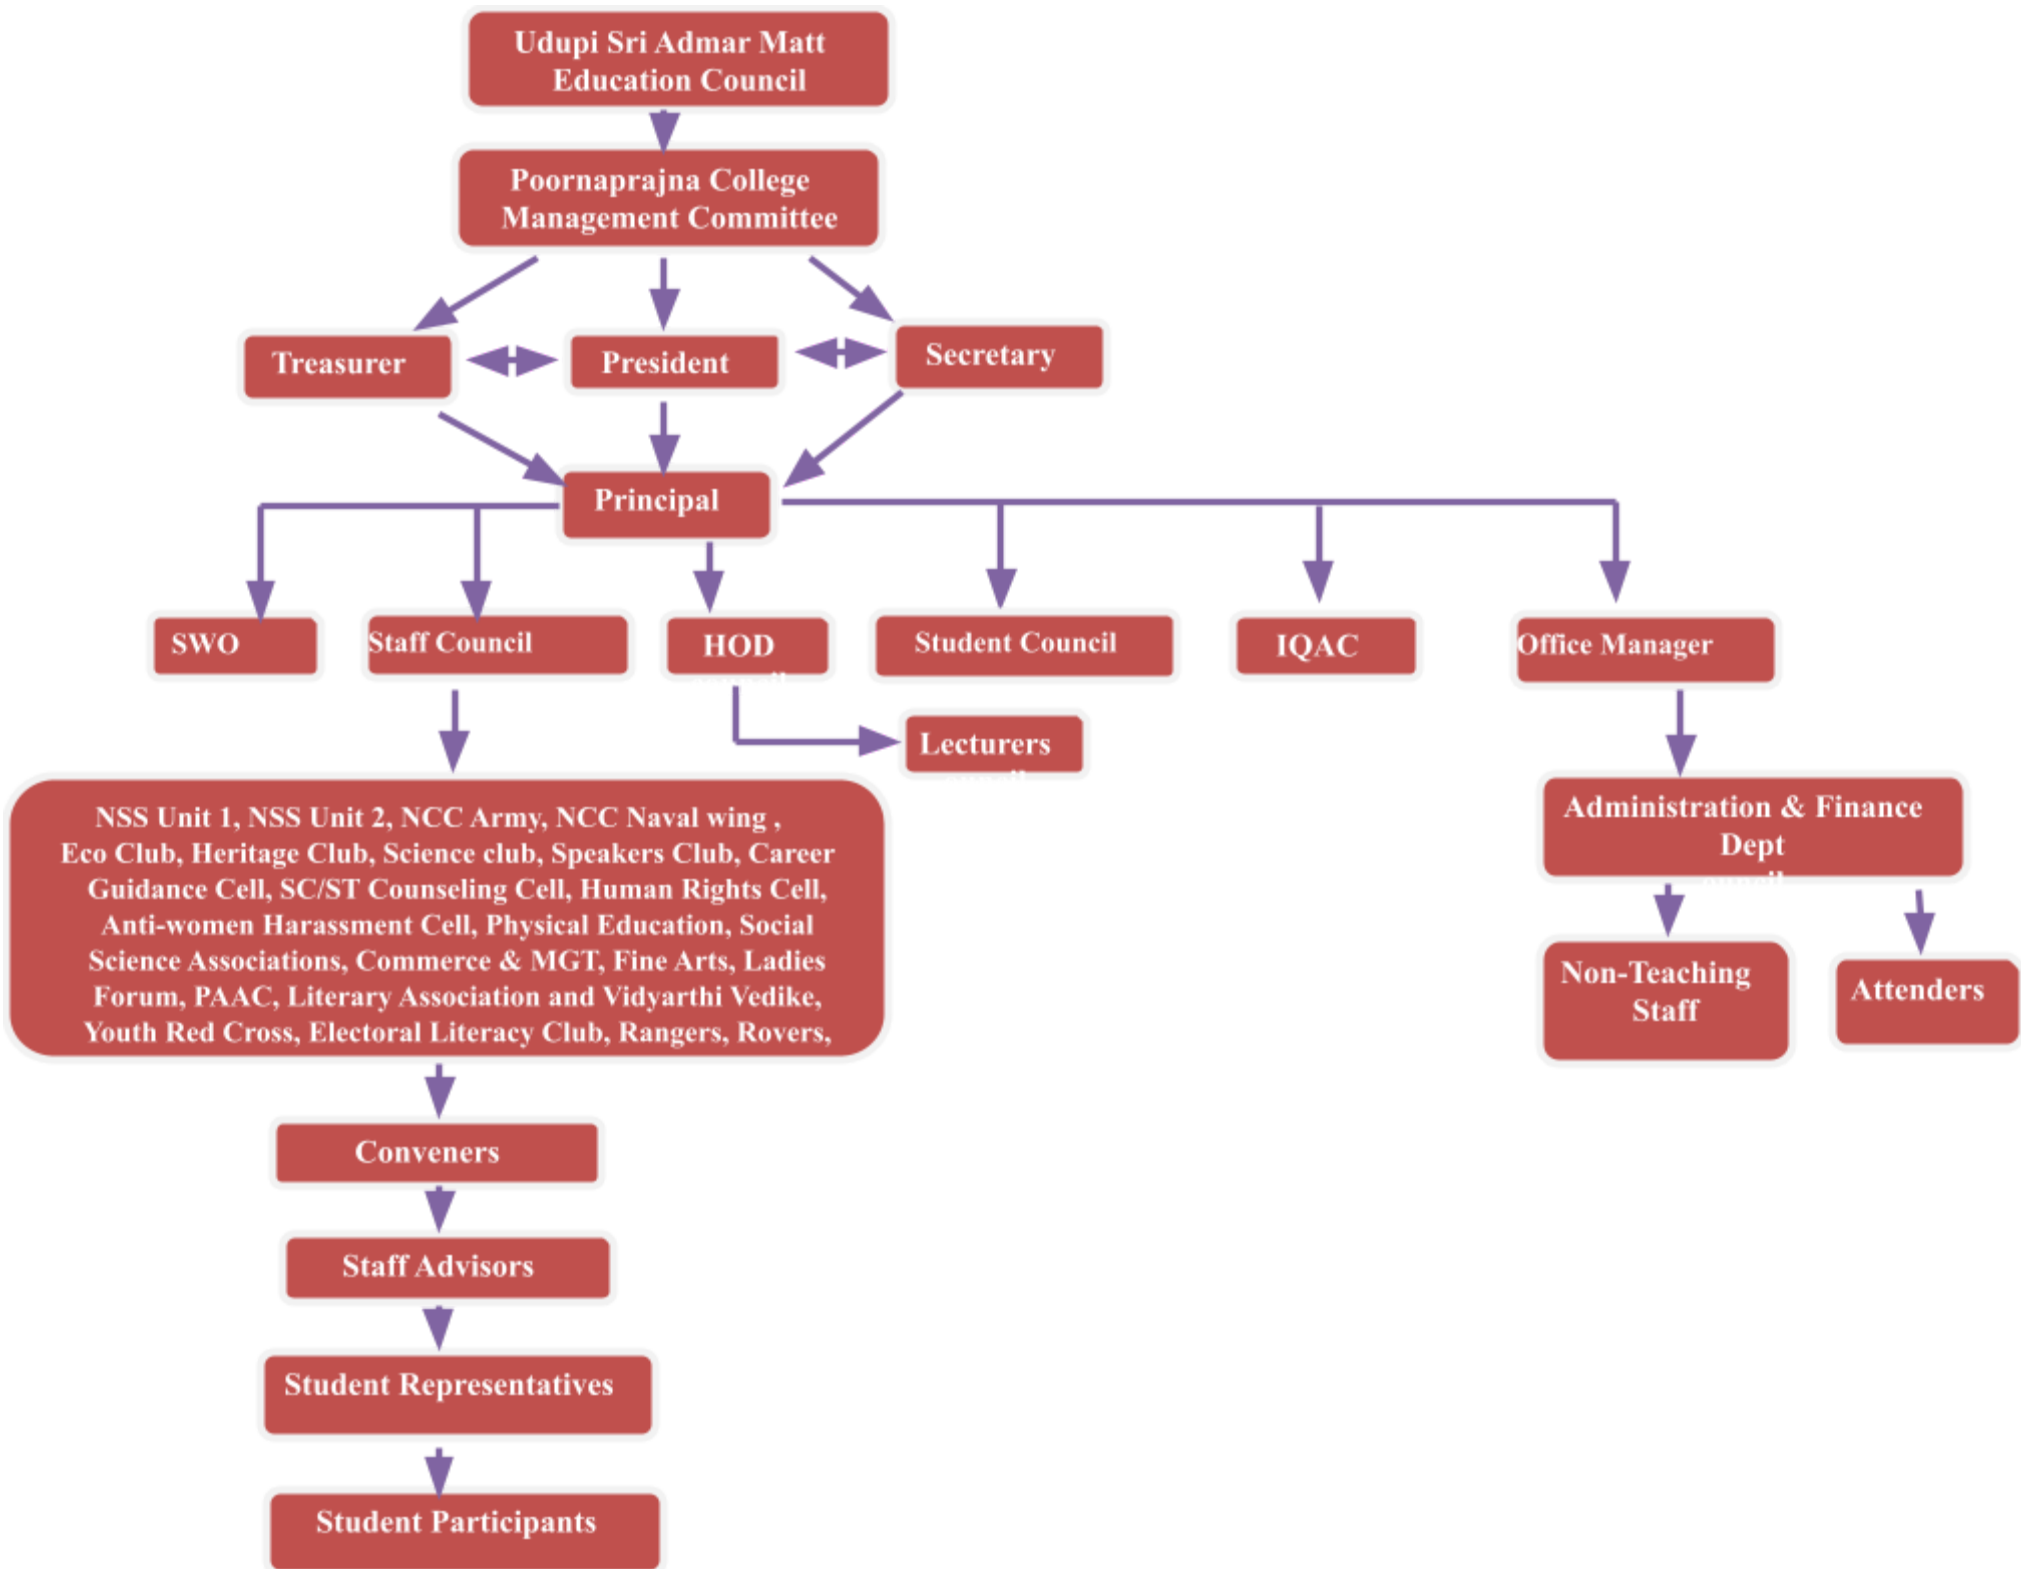 Udupi Sri Admar Matt
Education Council
Poornaprajna College
Management Committee
Treasurer
President
Secretary
Principal
SWO
Staff Council
HOD
Student Council
IQAC
Office Manager
Lecturers
NSS Unit 1, NSS Unit 2, NCC Army, NCC Naval wing ,
Eco Club, Heritage Club, Science club, Speakers Club, Career
Guidance Cell, SC/ST Counseling Cell, Human Rights Cell,
Anti-women Harassment Cell, Physical Education, Social
Science Associations, Commerce & MGT, Fine Arts, Ladies
Forum, PAAC, Literary Association and Vidyarthi Vedike,
Youth Red Cross, Electoral Literacy Club, Rangers, Rovers,
Administration & Finance
Dept
Non-Teaching
Staff
Attenders
Conveners
Staff Advisors
Student Representatives
Student Participants